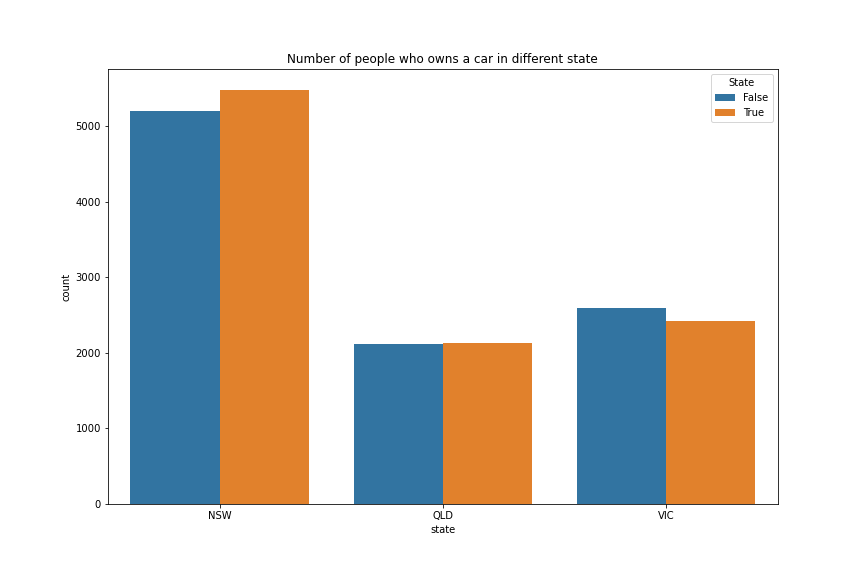 Number of people who owns a car in different state
State
False
True
5000
4000
3000
2000
1000
0
count
NSW QLD VIC
state